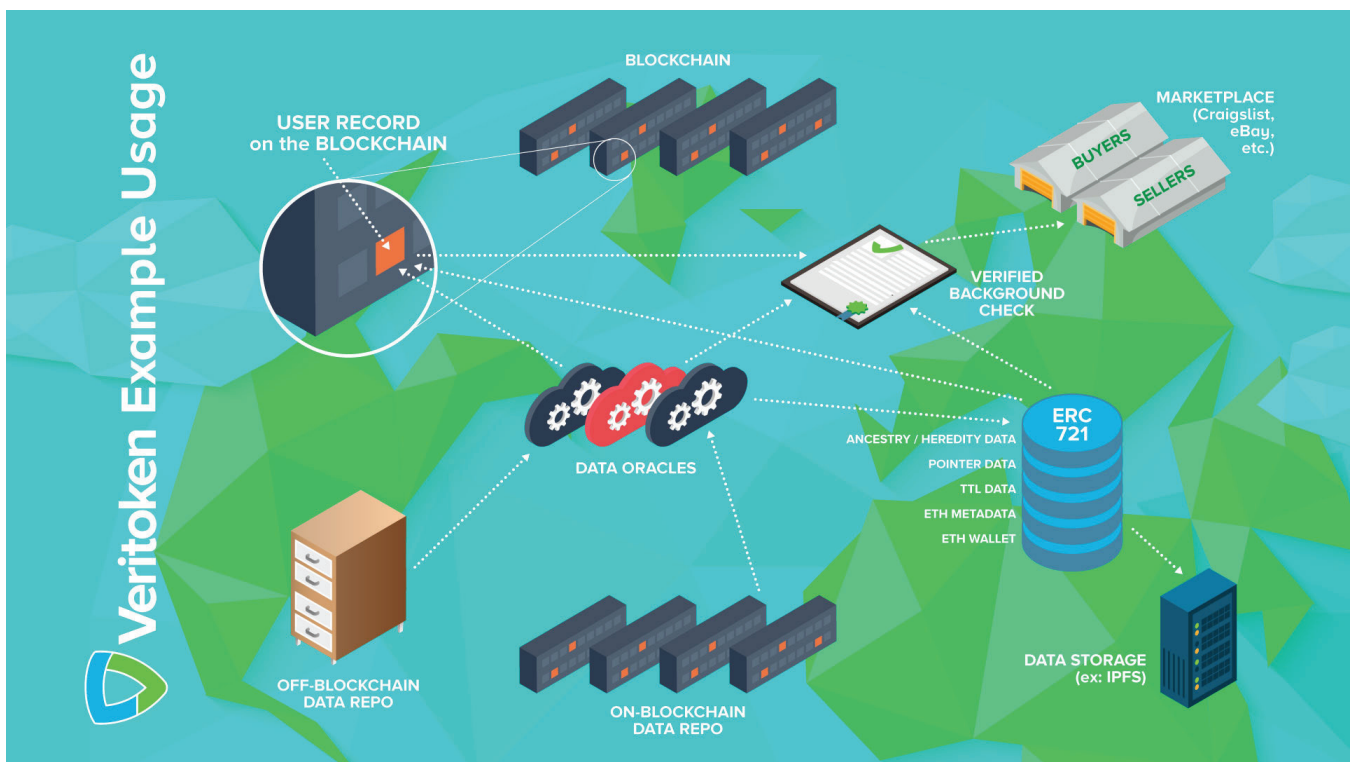 Veritoken Example Usage
BLOCKCHAIN
USER RECORD
on the BLOCKCHAIN
MARKETPLACE
(Craigslist,
eBay,
etc.)
BUYERS
SELLERS
VERIFIED
BACKGROUND
CHECK
DATA ORACLES
ERC
721
ANCESTRY / HEREDITY DATA
POINTER DATA
TTL DATA
ETH METADATA
ETH WALLET
OFF-BLOCKCHAIN
DATA REPO
ON-BLOCKCHAIN
DATA REPO
DATA STORAGE
(ex: IPFS)